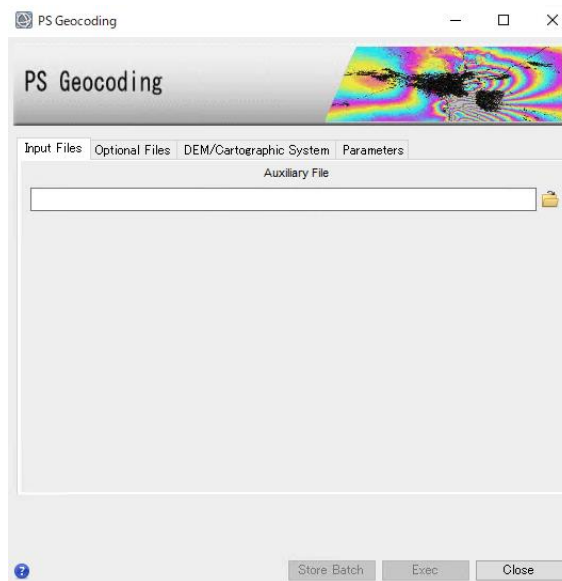 PS Geocoding
PS Geocoding
Input Files Optional Files DEM/Cartographic System Parameters
Auxiliary File
Store Batch Exec Close